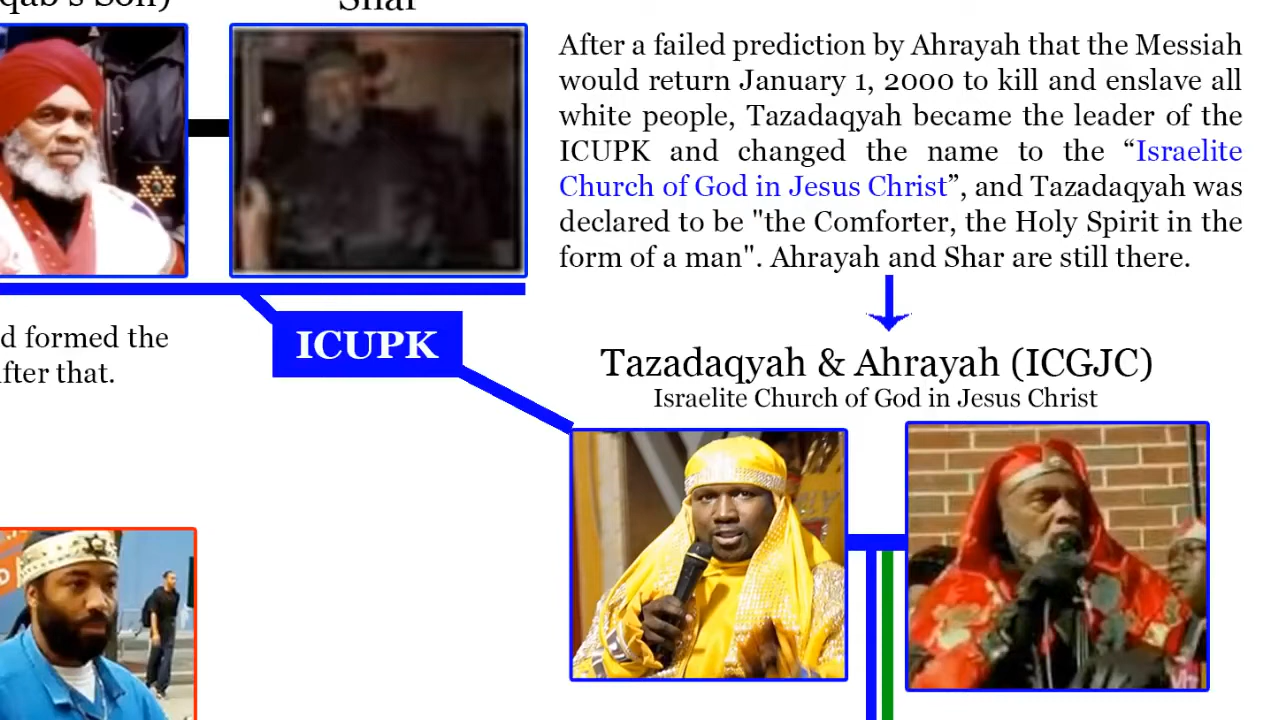 qab's Son)
Shar
After a failed prediction by Ahrayah that the Messiah
would return January 1, 2000 to kill and enslave all
white people, Tazadaqyah became the leader of the
ICUPK and changed the name to the “Israelite
Church of God in Jesus Christ”, and Tazadaqyah was
declared to be "the Comforter, the Holy Spirit in the
form of a man". Ahrayah and Shar are still there.
d formed the
fter that.
ICUPK
Tazadaqyah & Ahrayah (ICGJC)
Israelite Church of God in Jesus Christ